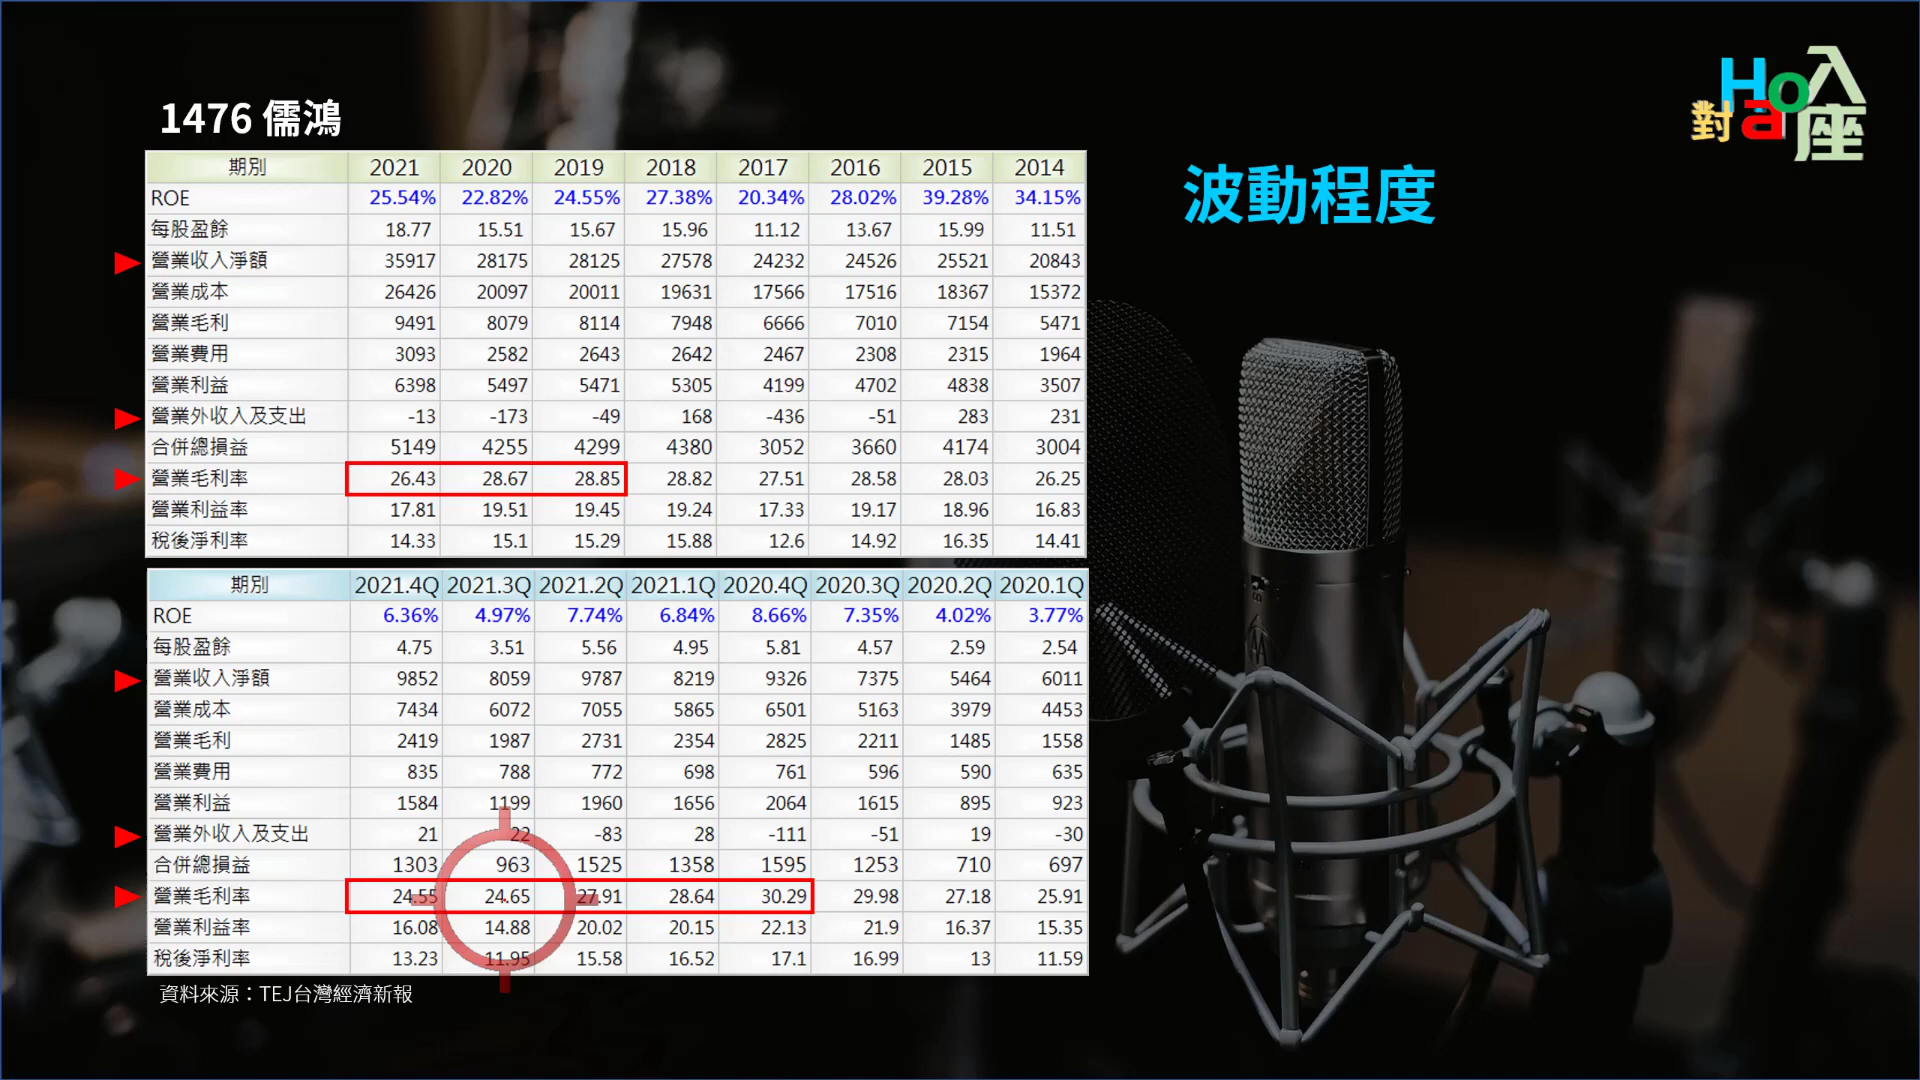 1476 儒鴻
對 Hao a 入座
波動程度
期別 2021 2020 2019 2018 2017 2016 2015 2014
ROE 25.54% 22.82% 24.55% 27.38% 20.34% 28.02% 39.28% 34.15%
每股盈餘 18.77 15.51 15.67 15.96 11.12 13.67 15.99 11.51
營業收入淨額 35917 28175 28125 27578 24232 24526 25521 20843
營業成本 26426 20097 20011 19631 17566 17516 18367 15372
營業毛利 9491 8079 8114 7948 6666 7010 7154 5471
營業費用 3093 2582 2643 2642 2467 2308 2315 1964
營業利益 6398 5497 5471 5305 4199 4702 4838 3507
營業外收入及支出 -13 -173 -49 168 -436 -51 283 231
合併總損益 5149 4255 4299 4380 3052 3660 4174 3004
營業毛利率 26.43 28.67 28.85 28.82 27.51 28.58 28.03 26.25
營業利益率 17.81 19.51 19.45 19.24 17.33 19.17 18.96 16.83
稅後淨利率 14.33 15.1 15.29 15.88 12.6 14.92 16.35 14.41
期別 2021.4Q 2021.3Q 2021.2Q 2021.1Q 2020.4Q 2020.3Q 2020.2Q 2020.1Q
ROE 6.36% 4.97% 7.74% 6.84% 8.66% 7.35% 4.02% 3.77%
每股盈餘 4.75 3.51 5.56 4.95 5.81 4.57 2.59 2.54
營業收入淨額 9852 8059 9787 8219 9326 7375 5464 6011
營業成本 7434 6072 7055 5865 6501 5163 3979 4453
營業毛利 2419 1987 2731 2354 2825 2211 1485 1558
營業費用 835 788 772 698 761 596 590 635
營業利益 1584 1199 1960 1656 2064 1615 895 923
營業外收入及支出 21 22 -83 28 -111 -51 19 -30
合併總損益 1303 963 1525 1358 1595 1253 710 697
營業毛利率 24.55 24.65 27.91 28.64 30.29 29.98 27.18 25.91
營業利益率 16.08 14.88 20.02 20.15 22.13 21.9 16.37 15.35
稅後淨利率 13.23 11.95 15.58 16.52 17.1 16.99 13 11.59
資料來源：TEJ台灣經濟新報